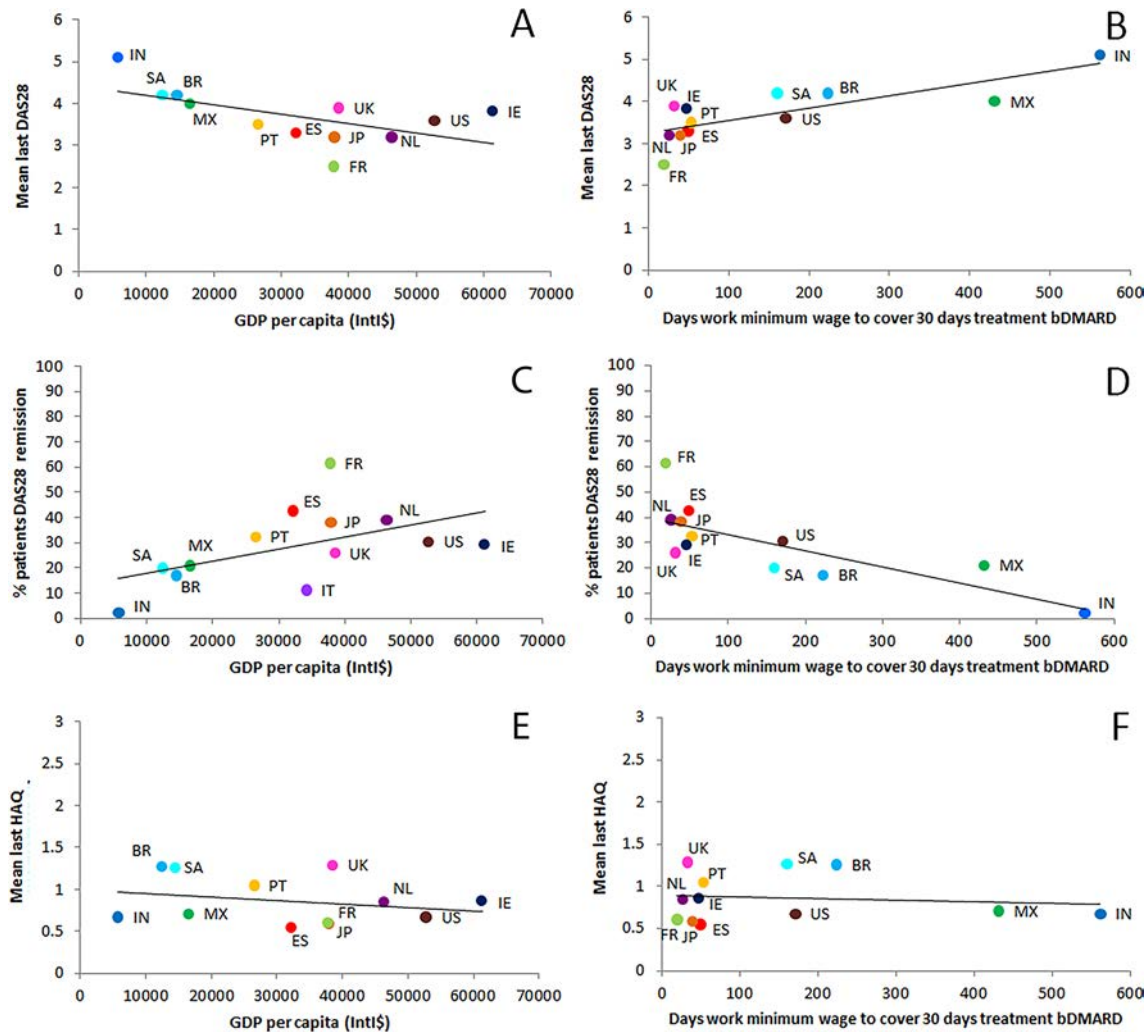 A
6
5
4
3
2
1
0
Mean last DAS28
IN
SA
BR
MX
PT
ES
UK
JP
FR
NL
US
IE
0 10000 20000 30000 40000 50000 60000 70000
GDP per capita (Intl$)
B
6
5
4
3
2
1
0
Mean last DAS28
UK
IE
PT
NL
JP
ES
FR
SA
BR
US
MX
IN
0 100 200 300 400 500 600
Days work minimum wage to cover 30 days treatment bDMARD
C
100
90
80
70
60
50
40
30
20
10
0
% patients DAS28 remission
IN
SA
MX
BR
PT
ES
FR
JP
UK
IT
NL
US
IE
0 10000 20000 30000 40000 50000 60000 70000
GDP per capita (Intl$)
D
100
90
80
70
60
50
40
30
20
10
0
% patients DAS28 remission
FR
ES
NL
JP
PT
IE
UK
US
SA
BR
MX
IN
0 100 200 300 400 500 600
Days work minimum wage to cover 30 days treatment bDMARD
E
3
2.5
2
1.5
1
0.5
0
Mean last HAQ
BR
SA
IN
MX
PT
ES
UK
FR
JP
NL
US
IE
0 10000 20000 30000 40000 50000 60000 70000
GDP per capita (Intl$)
F
3
2.5
2
1.5
1
0.5
0
Mean last HAQ
UK
PT
NL
IE
FR
JP
ES
SA
BR
US
MX
IN
0 100 200 300 400 500 600
Days work minimum wage to cover 30 days treatment bDMARD